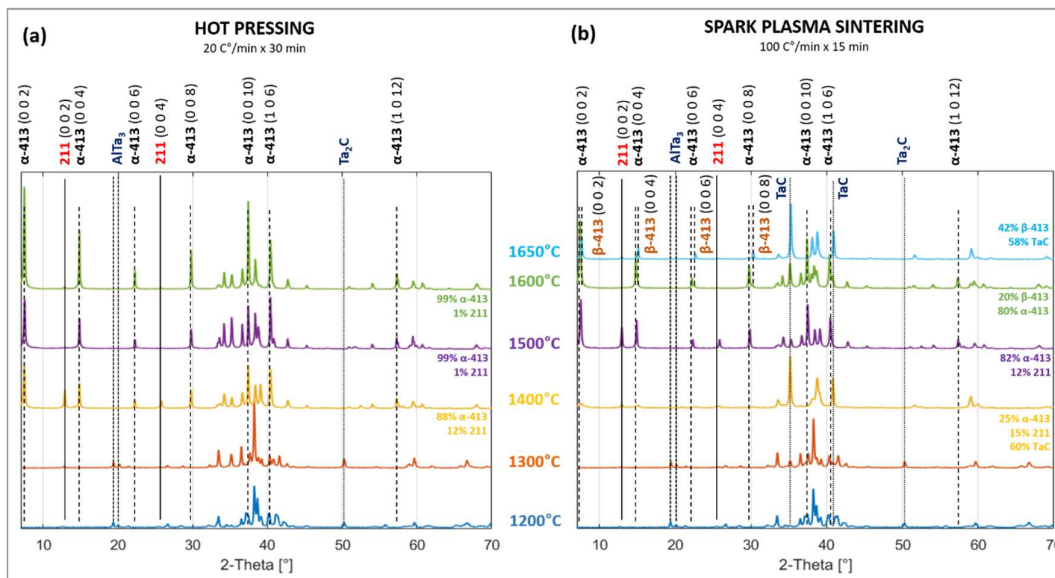 (a)
HOT PRESSING
20 C°/min x 30 min
α-413 (0 0 2)
211 (0 0 2)
α-413 (0 0 4)
AlTa₃
α-413 (0 0 6)
211 (0 0 4)
α-413 (0 0 8)
α-413 (0 0 10)
α-413 (1 0 6)
Ta₂C
α-413 (1 0 12)
99% α-413
1% 211
99% α-413
1% 211
88% α-413
12% 211
10 20 30 40 50 60 70
2-Theta [°]
1650°C
1600°C
1500°C
1400°C
1300°C
1200°C
(b)
SPARK PLASMA SINTERING
100 C°/min x 15 min
α-413 (0 0 2)
211 (0 0 2)
α-413 (0 0 4)
AlTa₃
α-413 (0 0 6)
211 (0 0 4)
α-413 (0 0 8)
α-413 (0 0 10)
α-413 (1 0 6)
Ta₂C
α-413 (1 0 12)
β-413 (0 0 2)
β-413 (0 0 4)
β-413 (0 0 6)
β-413 (0 0 8)
TaC
TaC
42% β-413
58% TaC
20% β-413
80% α-413
82% α-413
12% 211
25% α-413
15% 211
60% TaC
10 20 30 40 50 60 70
2-Theta [°]